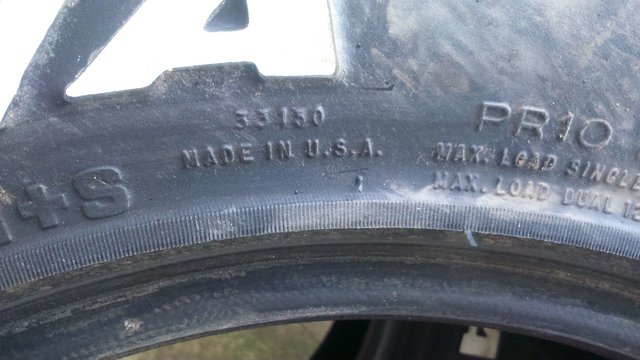 A
33130
MADE IN U.S.A.
+S
PR10
MAX. LOAD SINGLE
MAX. LOAD DUAL